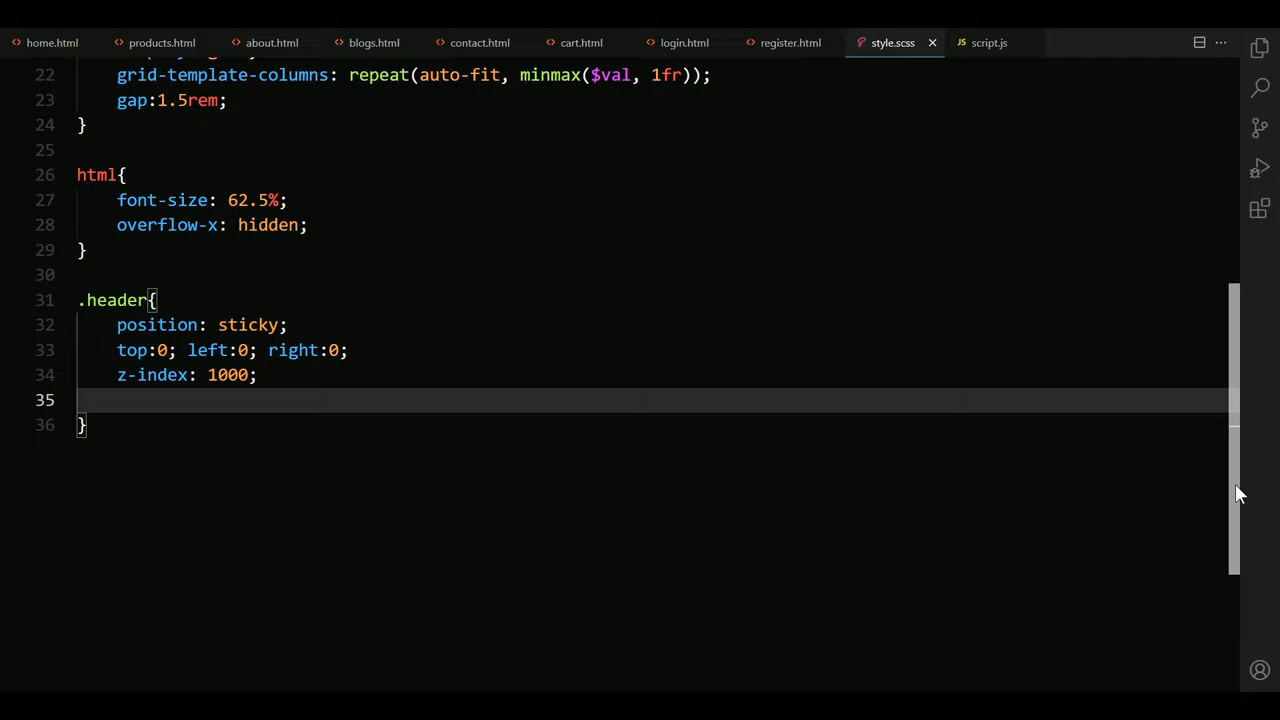 home.html products.html about.html blogs.html contact.html cart.html login.html register.html style.scss JS script.js
22 grid-template-columns: repeat(auto-fit, minmax($val, 1fr));
23 gap:1.5rem;
24 }
25
26 html{
27 font-size: 62.5%;
28 overflow-x: hidden;
29 }
30
31 .header{
32 position: sticky;
33 top:0; left:0; right:0;
34 z-index: 1000;
35
36 }